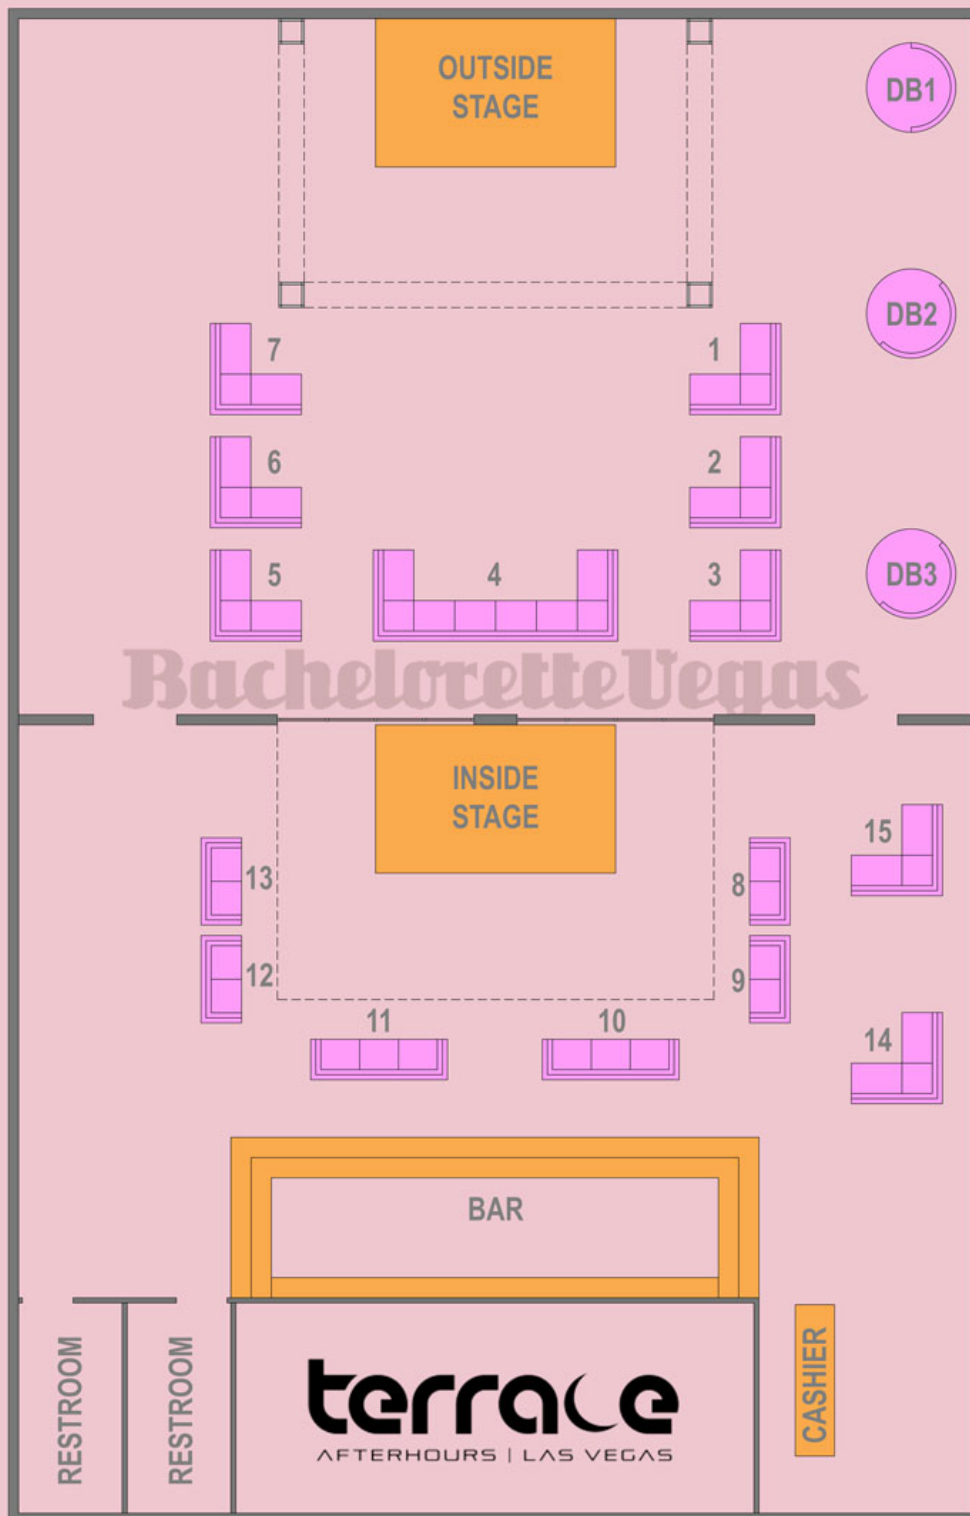 OUTSIDE
STAGE
DB1
DB2
7
1
6
2
5
4
3
DB3
BacheloretteVegas
INSIDE
STAGE
15
13
8
12
9
11
10
14
BAR
RESTROOM
RESTROOM
terrace
AFTERHOURS | LAS VEGAS
CASHIER